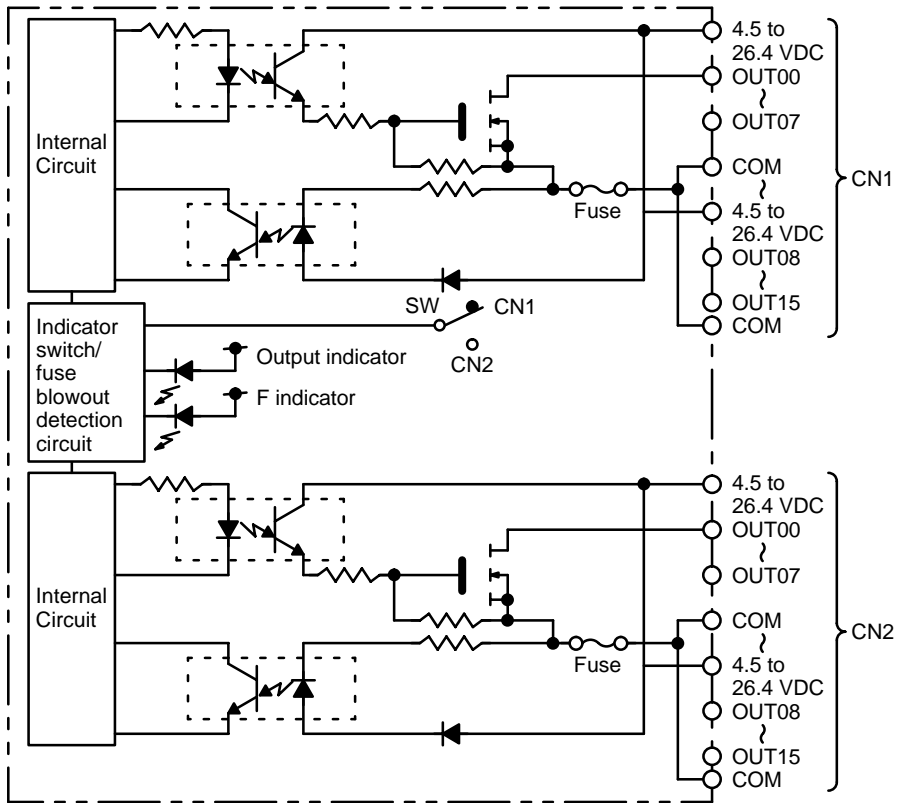 4.5 to
26.4 VDC
OUT00
OUT07
Internal
Circuit
COM
CN1
Fuse
4.5 to
26.4 VDC
OUT08
SW
CN1
OUT15
COM
CN2
Indicator
switch/
fuse
blowout
detection
circuit
Output indicator
F indicator
4.5 to
26.4 VDC
OUT00
OUT07
Internal
Circuit
COM
CN2
Fuse
4.5 to
26.4 VDC
OUT08
OUT15
COM